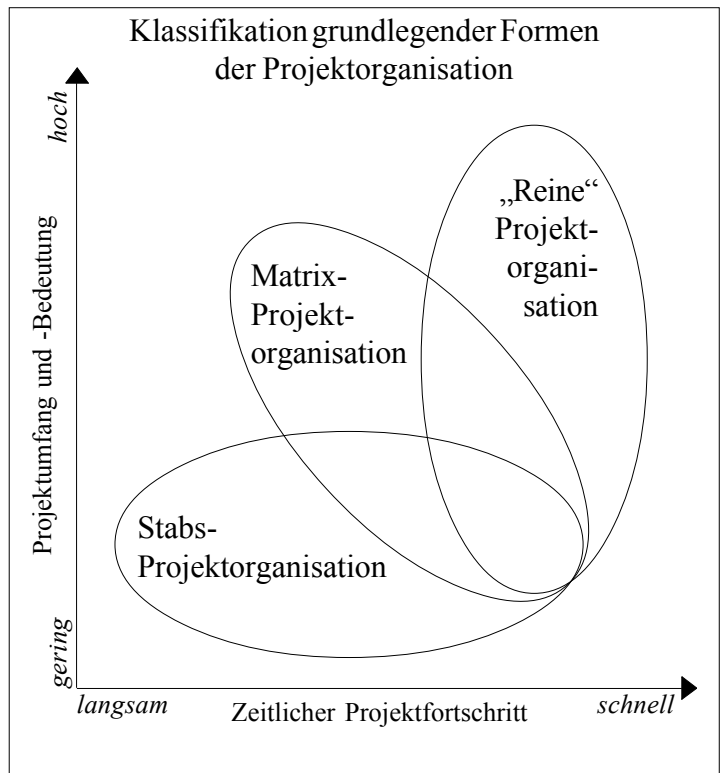 Klassifikation grundlegender Formen
der Projektorganisation
hoch
Projektumfang und -Bedeutung
gering
„Reine“
Projekt-
organi-
sation
Matrix-
Projekt-
organisation
Stabs-
Projektorganisation
langsam
Zeitlicher Projektfortschritt
schnell